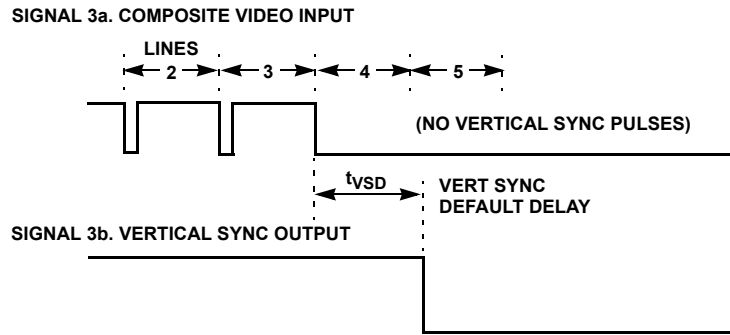 SIGNAL 3a. COMPOSITE VIDEO INPUT
LINES
2 3 4 5
(NO VERTICAL SYNC PULSES)
tVSD VERT SYNC
DEFAULT DELAY
SIGNAL 3b. VERTICAL SYNC OUTPUT